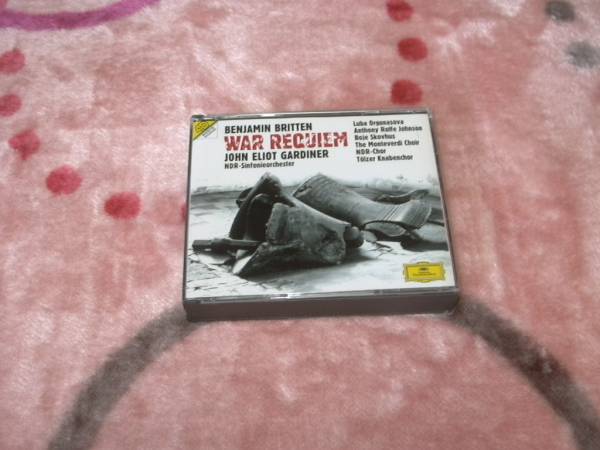 BENJAMIN BRITTEN
WAR REQUIEM
JOHN ELIOT GARDINER
NDR-Sinfonieorchester
Luba Orgonasova
Anthony Rolfe Johnson
Boje Skovhus
The Monteverdi Choir
NDR-Chor
Tölzer Knabenchor